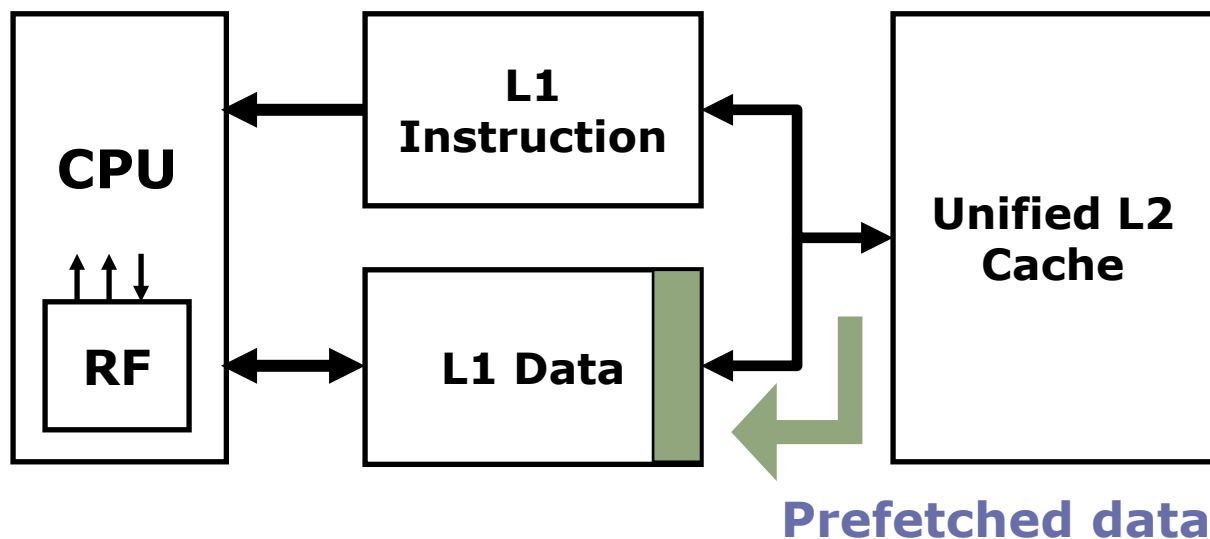 CPU
RF
L1
Instruction
L1 Data
Unified L2
Cache
Prefetched data